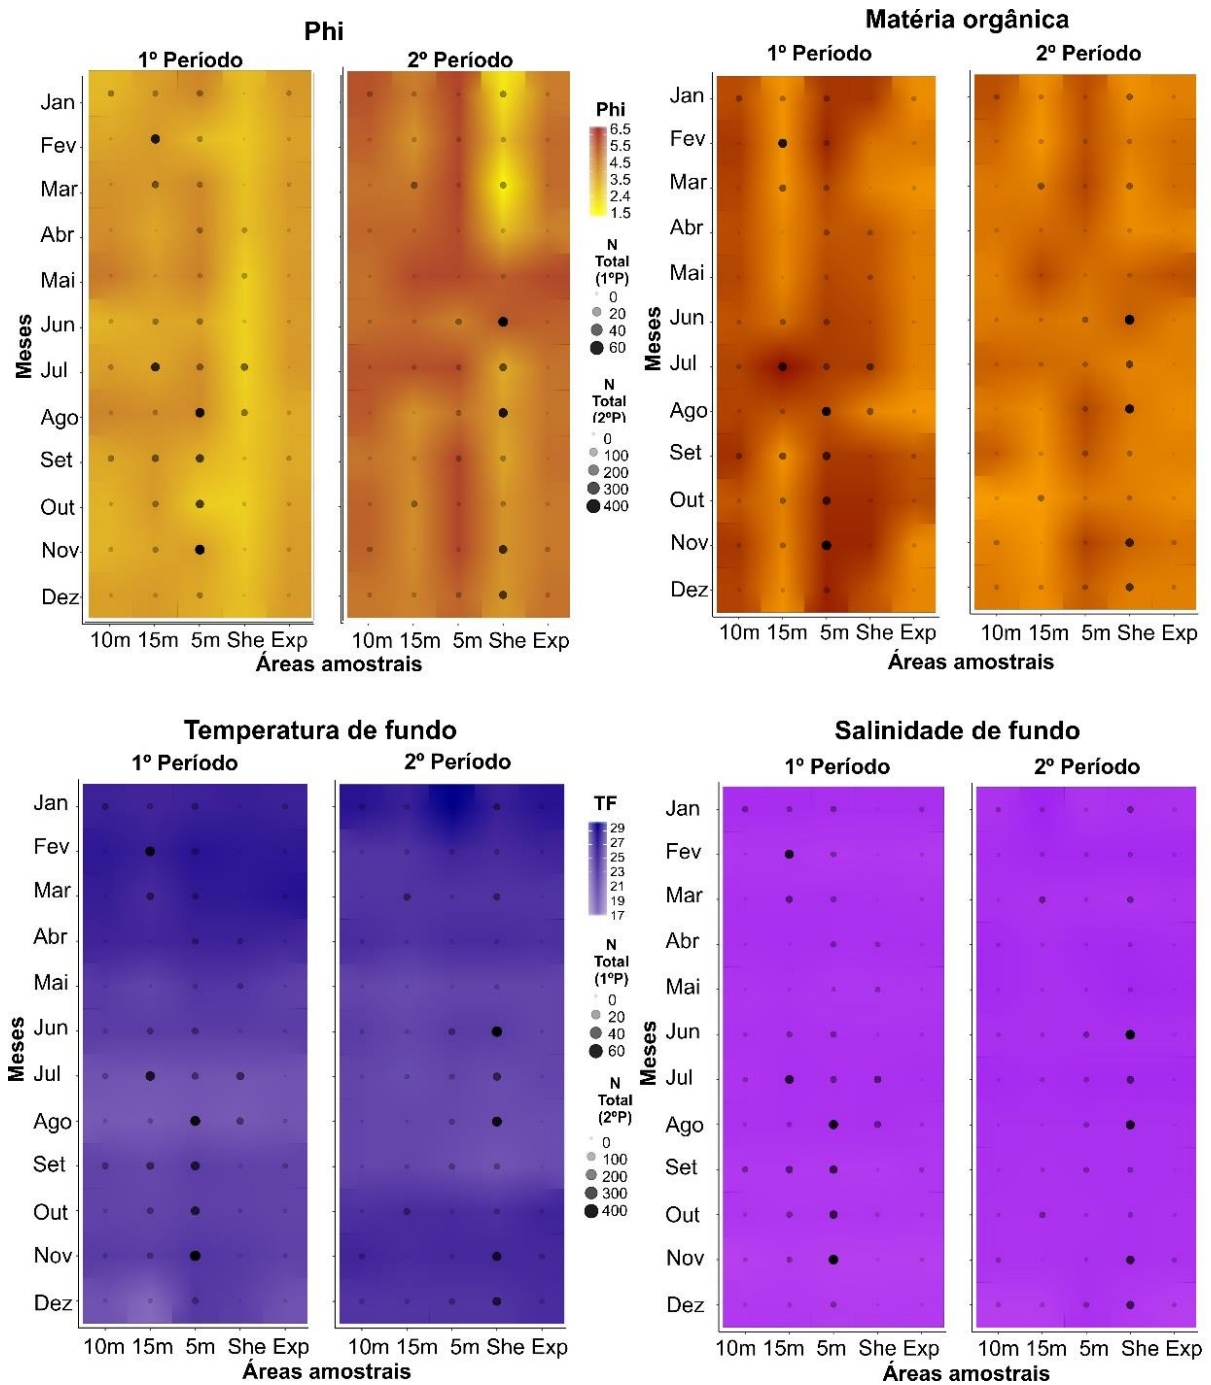 Phi
1º Período
2º Período
Meses
Jan
Fev
Mar
Abr
Mai
Jun
Jul
Ago
Set
Out
Nov
Dez
10m 15m 5m She Exp
10m 15m 5m She Exp
Áreas amostrais
Phi
6.5
5.5
4.5
3.5
2.4
1.5
N
Total
(1ºP)
0
20
40
60
N
Total
(2ºP)
0
100
200
300
400
Matéria orgânica
1º Período
2º Período
Meses
Jan
Fev
Mar
Abr
Mai
Jun
Jul
Ago
Set
Out
Nov
Dez
10m 15m 5m She Exp
10m 15m 5m She Exp
Áreas amostrais
Temperatura de fundo
1º Período
2º Período
Meses
Jan
Fev
Mar
Abr
Mai
Jun
Jul
Ago
Set
Out
Nov
Dez
10m 15m 5m She Exp
10m 15m 5m She Exp
Áreas amostrais
TF
29
27
25
23
21
19
17
N
Total
(1ºP)
0
20
40
60
N
Total
(2ºP)
0
100
200
300
400
Salinidade de fundo
1º Período
2º Período
Meses
Jan
Fev
Mar
Abr
Mai
Jun
Jul
Ago
Set
Out
Nov
Dez
10m 15m 5m She Exp
10m 15m 5m She Exp
Áreas amostrais